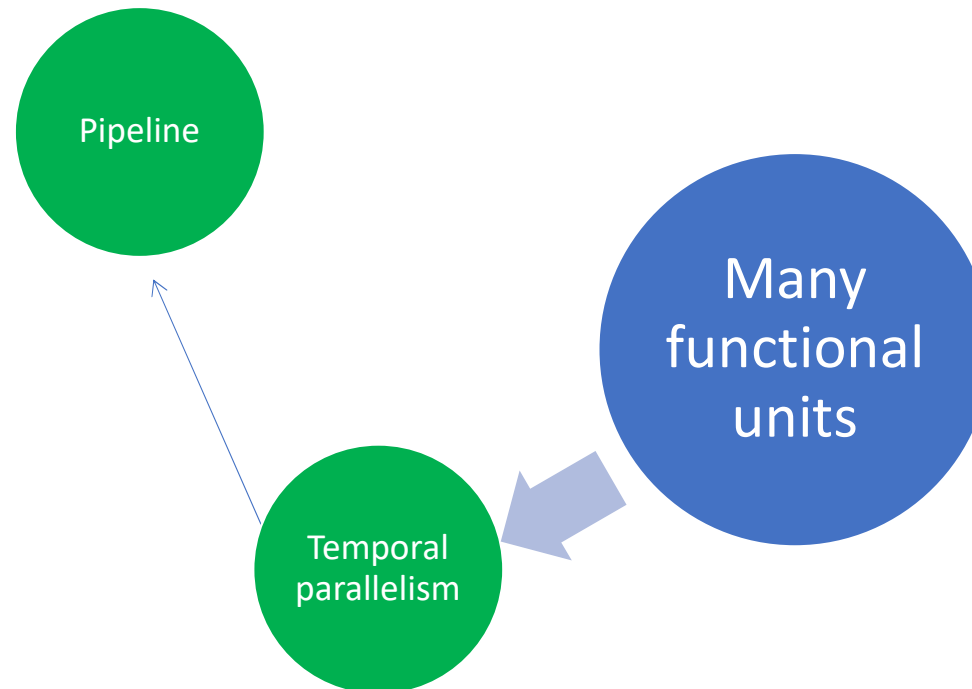 Pipeline
Many
functional
units
Temporal
parallelism